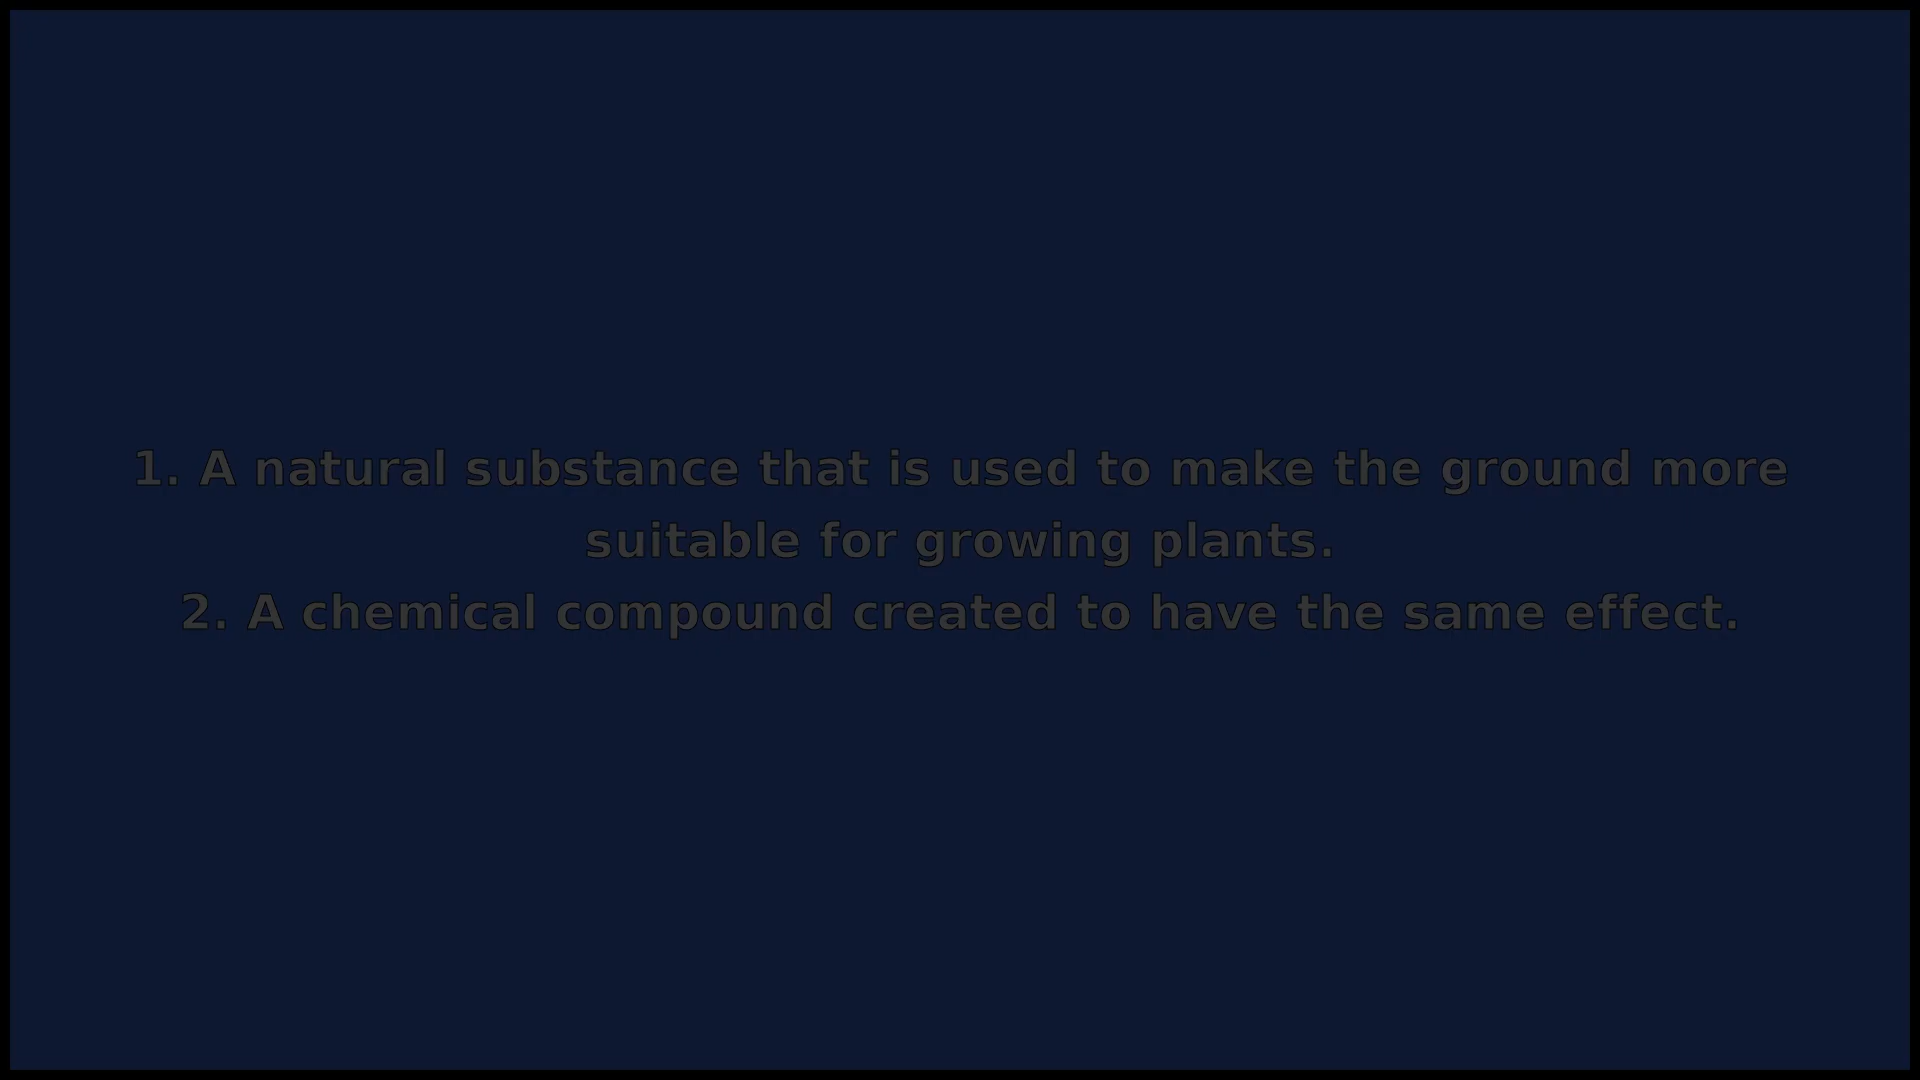 1. A natural substance that is used to make the ground more
suitable for growing plants.
2. A chemical compound created to have the same effect.